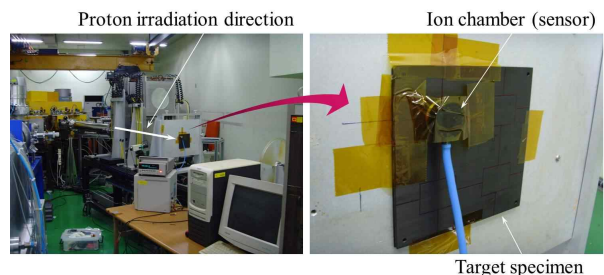 Proton irradiation direction
Ion chamber (sensor)
Target specimen